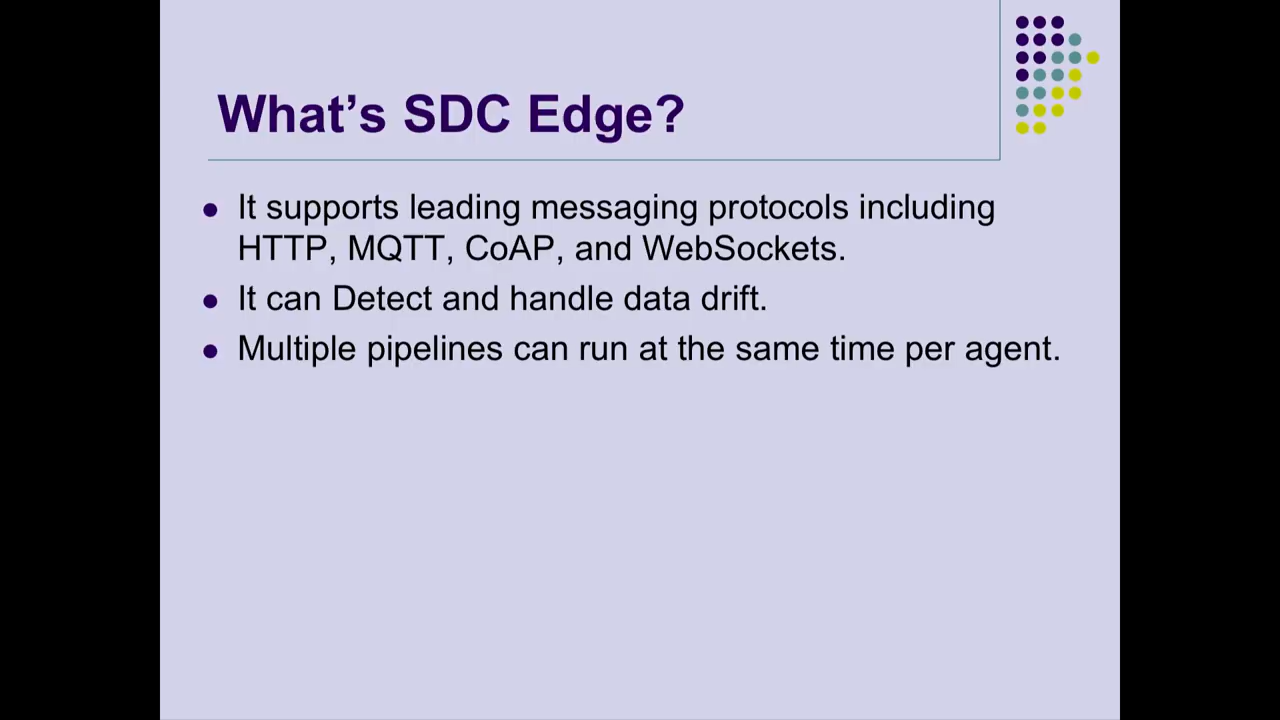 What’s SDC Edge?
It supports leading messaging protocols including
HTTP, MQTT, CoAP, and WebSockets.
It can Detect and handle data drift.
Multiple pipelines can run at the same time per agent.